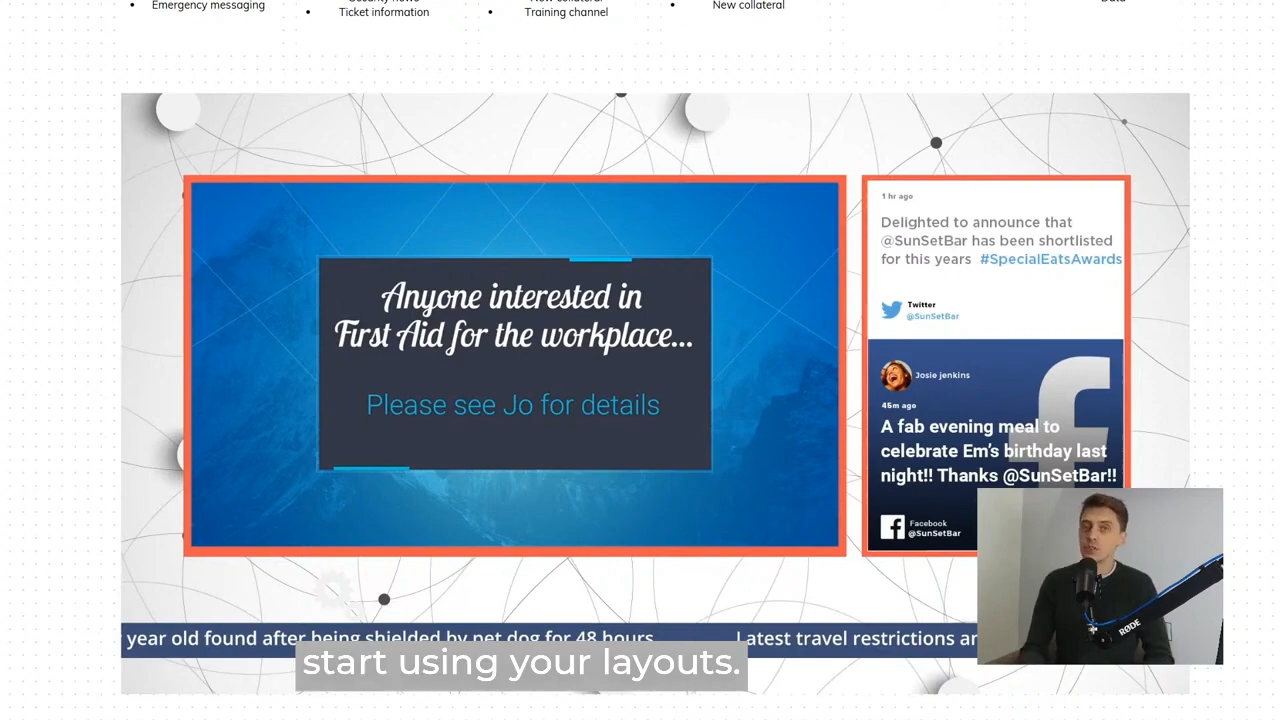 Emergency messaging
Ticket information
Training channel
New collateral
Anyone interested in
First Aid for the workplace...
Please see Jo for details
1 hr ago
Delighted to announce that
@SunSetBar has been shortlisted
for this years #SpecialEatsAwards
Twitter
@SunSetBar
Josie jenkins
45m ago
A fab evening meal to
celebrate Em's birthday last
night!! Thanks @SunSetBar!!
Facebook
@SunSetBar
year old found after being shielded by pet dog for 48 hours
Latest travel restrictions
start using your layouts.
RØDE